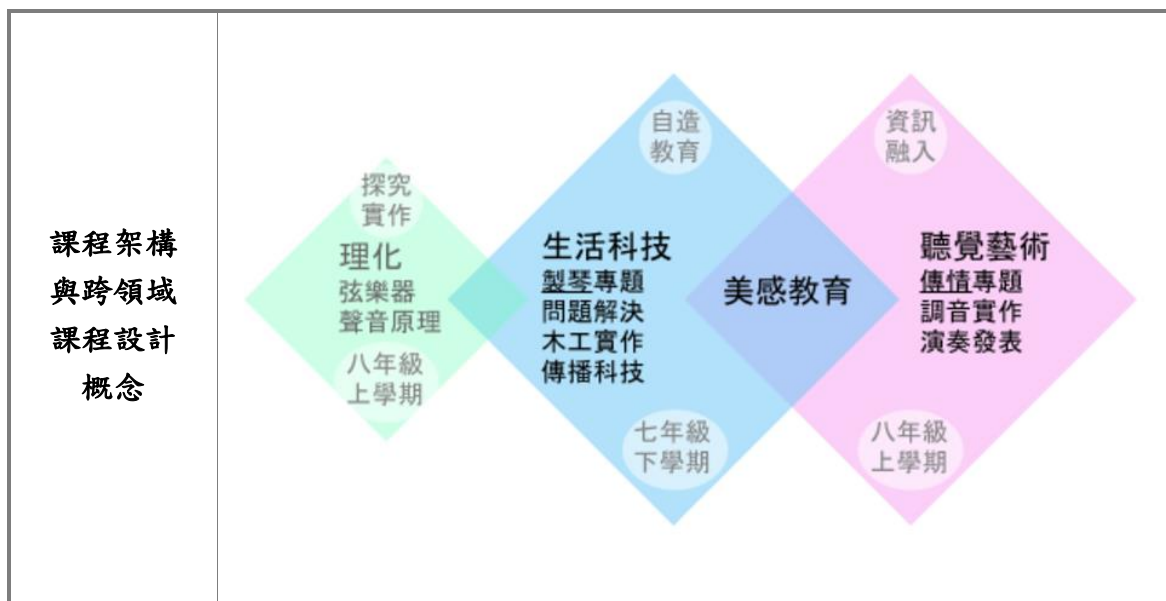 課程架構
與跨領域
課程設計
概念
探究
實作
理化
弦樂器
聲音原理
八年級
上學期
自造
教育
生活科技
製琴專題
問題解決
木工實作
傳播科技
七年級
下學期
美感教育
資訊
融入
聽覺藝術
傳情專題
調音實作
演奏發表
八年級
上學期